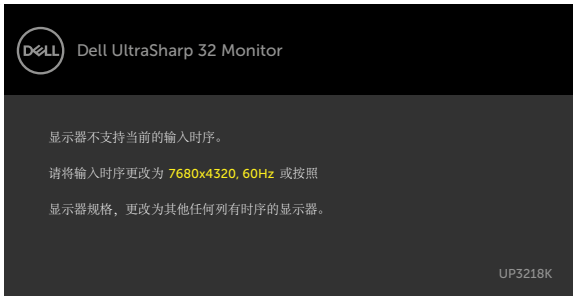 DELL
Dell UltraSharp 32 Monitor
显示器不支持当前的输入时序。
请将输入时序更改为 7680x4320, 60Hz 或按照
显示器规格，更改为其他任何列有时序的显示器。
UP3218K